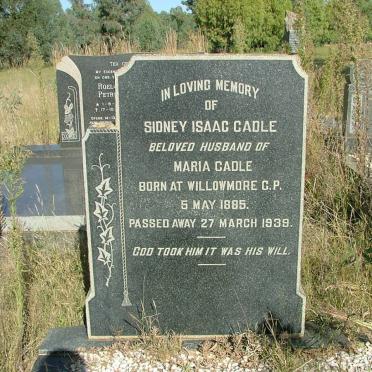 IN LOVING MEMORY
OF
SIDNEY ISAAC CADLE
BELOVED HUSBAND OF
MARIA CADLE
BORN AT WILLOWMORE C.P.
5 MAY 1885.
PASSED AWAY 27 MARCH 1939.
GOD TOOK HIM IT WAS HIS WILL.